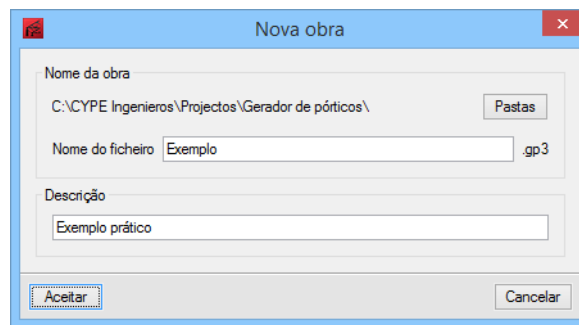 Nova obra
Nome da obra
C:\CYPE Ingenieros\Projectos\Gerador de pórticos\ Pastas
Nome do ficheiro Exemplo .gp3
Descrição
Exemplo prático
Aceitar Cancelar